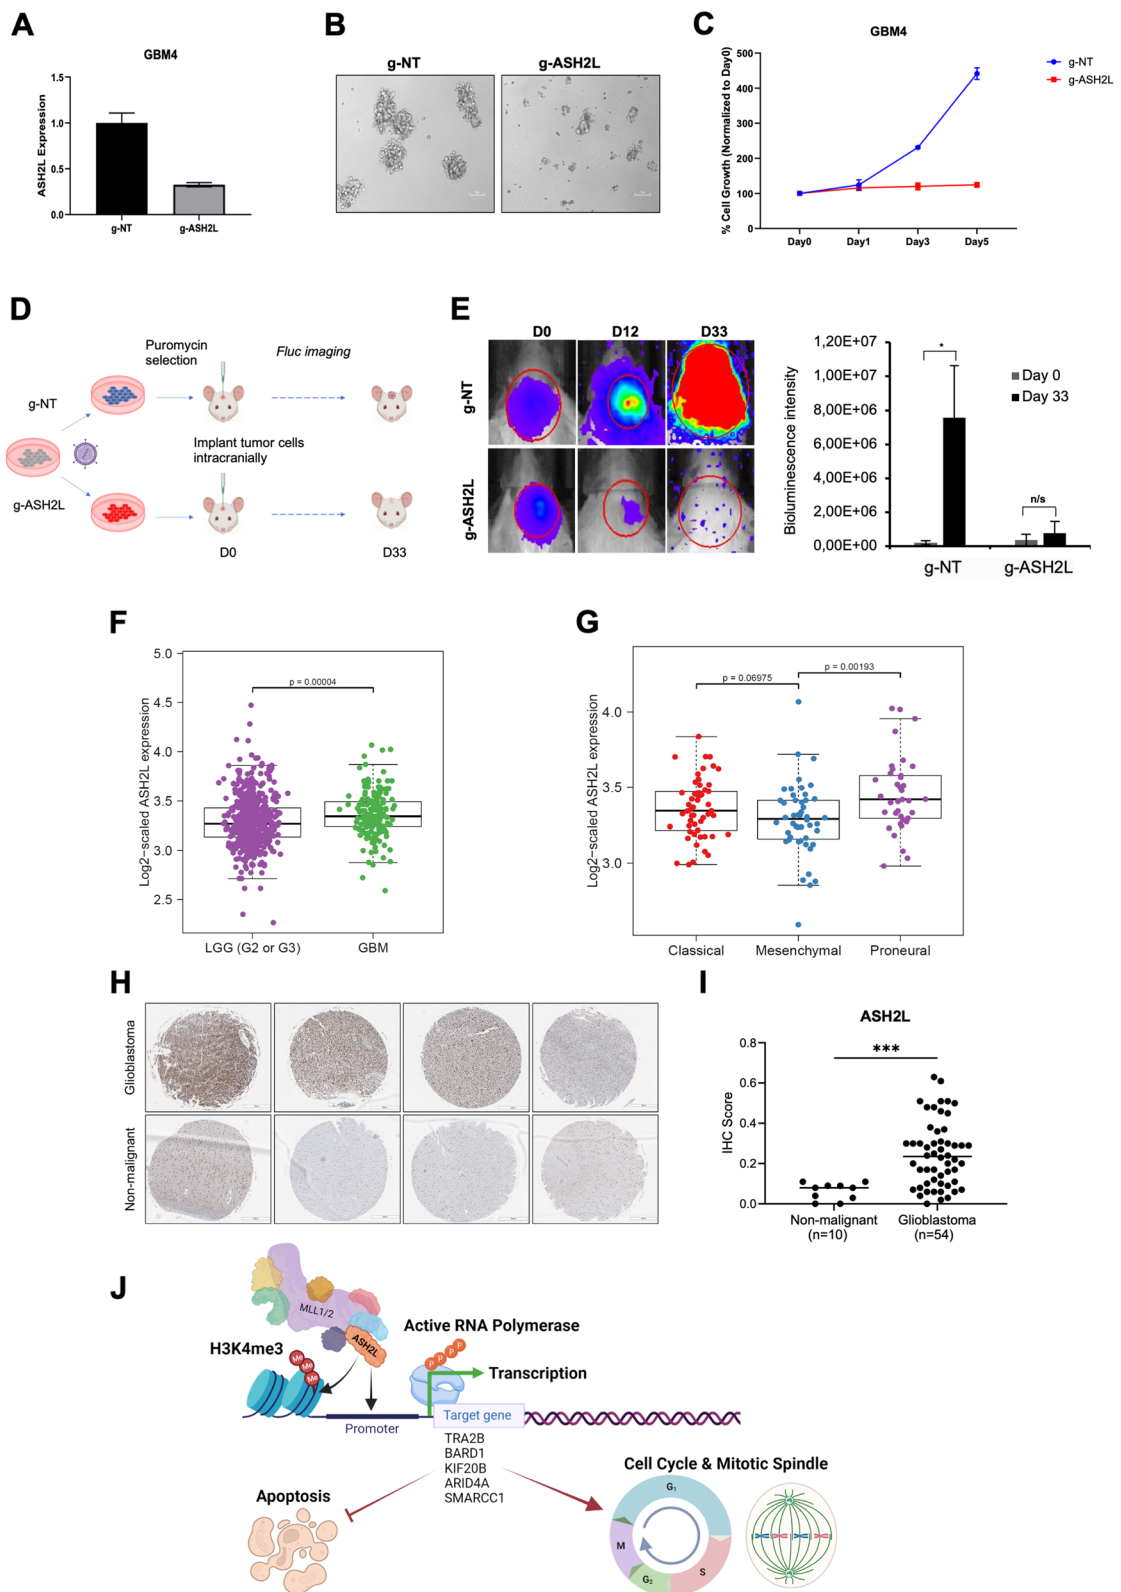 A
GBM4
ASH2L Expression
1.5
1.0
0.5
0.0
g-NT
g-ASH2L
B
g-NT
g-ASH2L
C
GBM4
% Cell Growth (Normalized to Day0)
500
400
300
200
100
0
Day0
Day1
Day3
Day5
g-NT
g-ASH2L
D
Puromycin
selection
Fluc imaging
g-NT
Implant tumor cells
intracranially
g-ASH2L
D0
D33
E
D0
D12
D33
g-NT
g-ASH2L
Bioluminescence intensity
1,20E+07
1,00E+07
8,00E+06
6,00E+06
4,00E+06
2,00E+06
0,00E+00
*
Day 0
Day 33
n/s
g-NT
g-ASH2L
F
Log2−scaled ASH2L expression
5.0
4.5
4.0
3.5
3.0
2.5
p = 0.00004
LGG (G2 or G3)
GBM
G
Log2−scaled ASH2L expression
4.0
3.5
3.0
p = 0.06975
p = 0.00193
Classical
Mesenchymal
Proneural
H
Glioblastoma
Non-malignant
I
ASH2L
***
IHC Score
0.8
0.6
0.4
0.2
0.0
Non-malignant
(n=10)
Glioblastoma
(n=54)
J
MLL1/2
ASH2L
H3K4me3
Me
Me
Me
Active RNA Polymerase
P
P
P
P
Transcription
Promoter
Target gene
TRA2B
BARD1
KIF20B
ARID4A
SMARCC1
Apoptosis
Cell Cycle & Mitotic Spindle
G₁
M
G₂
S